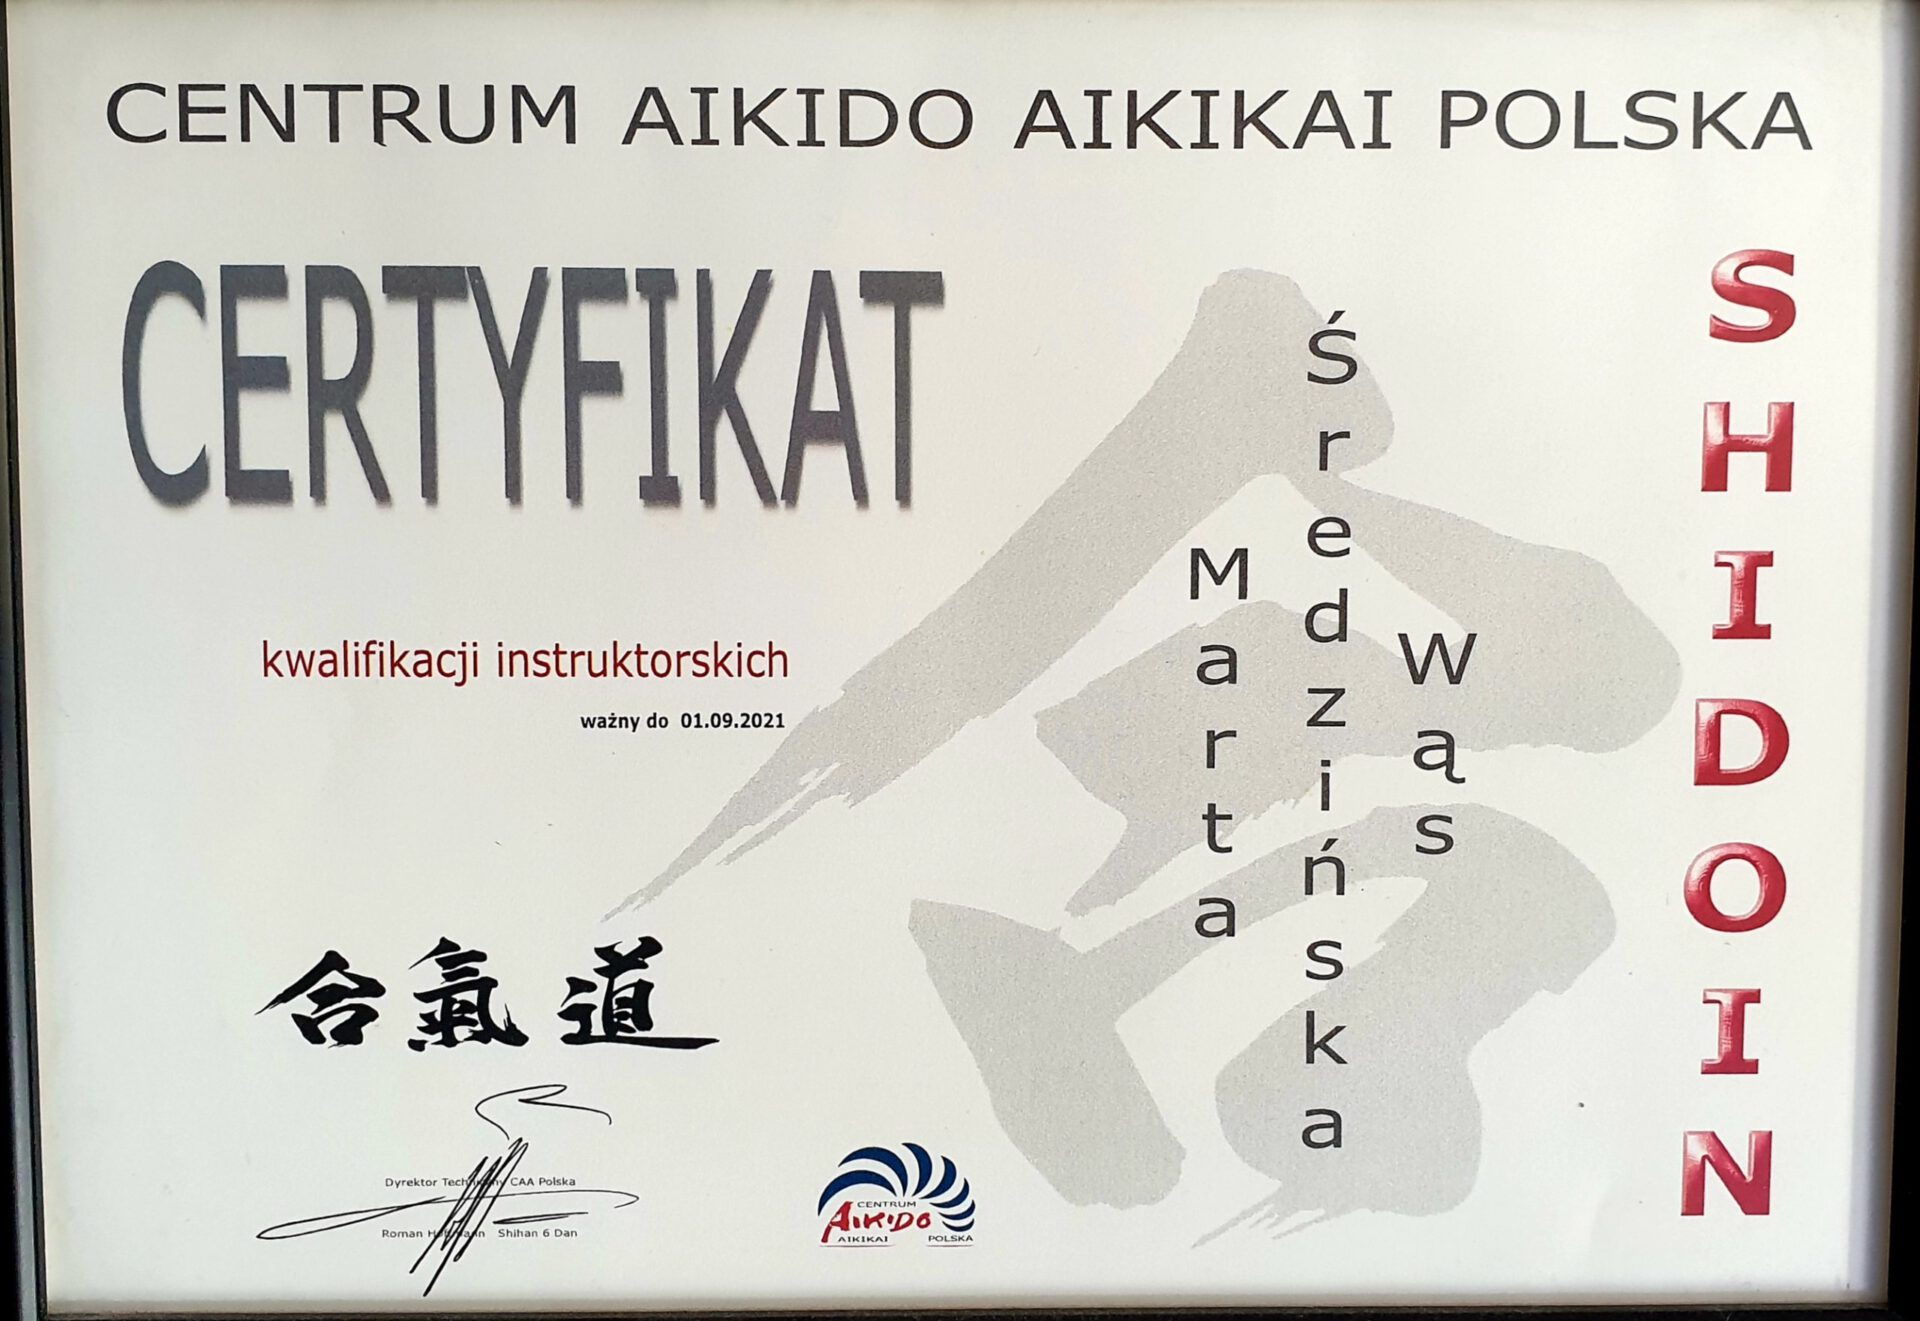 CENTRUM AIKIDO AIKIKAI POLSKA
CERTYFIKAT
kwalifikacji instruktorskich
ważny do 01.09.2021
Marta
Średzińska
Wąs
SHIDOIN
合氣道
Dyrektor Techniczny CAA Polska
Roman Shihan 6 Dan
CENTRUM
AIKIDO
AIKIKAI POLSKA